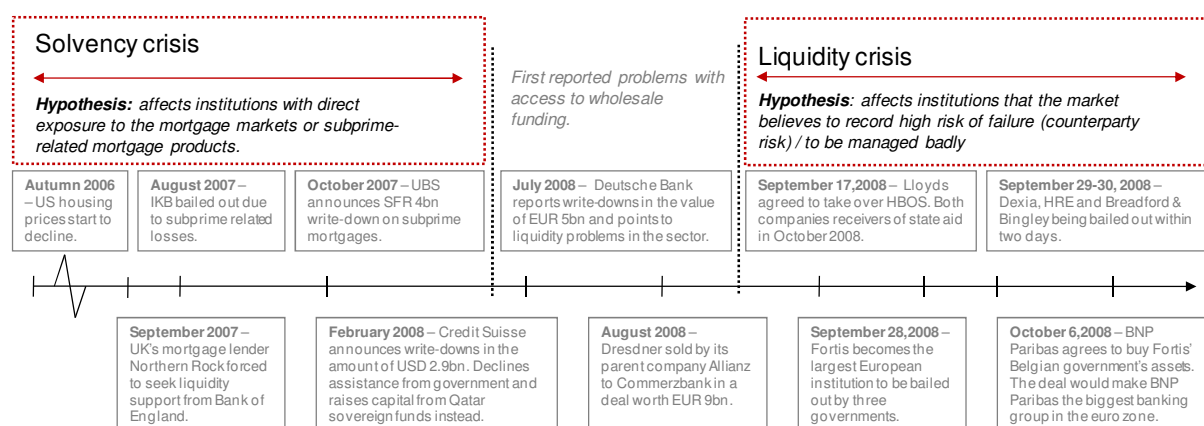 Solvency crisis
Hypothesis: affects institutions with direct
exposure to the mortgage markets or subprime-
related mortgage products.
First reported problems with
access to wholesale
funding.
Liquidity crisis
Hypothesis: affects institutions that the market
believes to record high risk of failure (counterparty
risk) / to be managed badly
Autumn 2006
– US housing
prices start to
decline.
August 2007 –
IKB bailed out due
to subprime related
losses.
October 2007 – UBS
announces SFR 4bn
write-down on subprime
mortgages.
July 2008 – Deutsche Bank
reports write-downs in the value
of EUR 5bn and points to
liquidity problems in the sector.
September 17,2008 – Lloyds
agreed to take over HBOS. Both
companies receivers of state aid
in October 2008.
September 29-30, 2008 –
Dexia, HRE and Breadford &
Bingley being bailed out within
two days.
September 2007 –
UK's mortgage lender
Northern Rock forced
to seek liquidity
support from Bank of
England.
February 2008 – Credit Suisse
announces write-downs in the
amount of USD 2.9bn. Declines
assistance from government and
raises capital from Qatar
sovereign funds instead.
August 2008 –
Dresdner sold by its
parent company Allianz
to Commerzbank in a
deal worth EUR 9bn.
September 28,2008 –
Fortis becomes the
largest European
institution to be bailed
out by three
governments.
October 6,2008 – BNP
Paribas agrees to buy Fortis'
Belgian government's assets.
The deal would make BNP
Paribas the biggest banking
group in the euro zone.